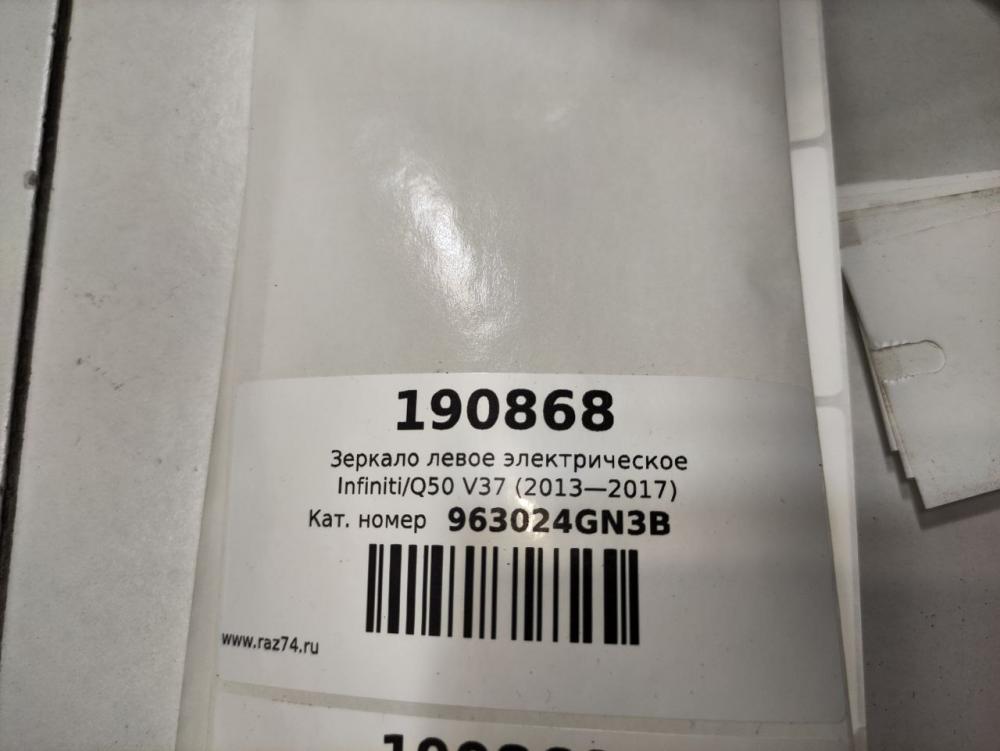 190868
Зеркало левое электрическое
Infiniti/Q50 V37 (2013—2017)
Кат. номер 963024GN3B
www.raz74.ru